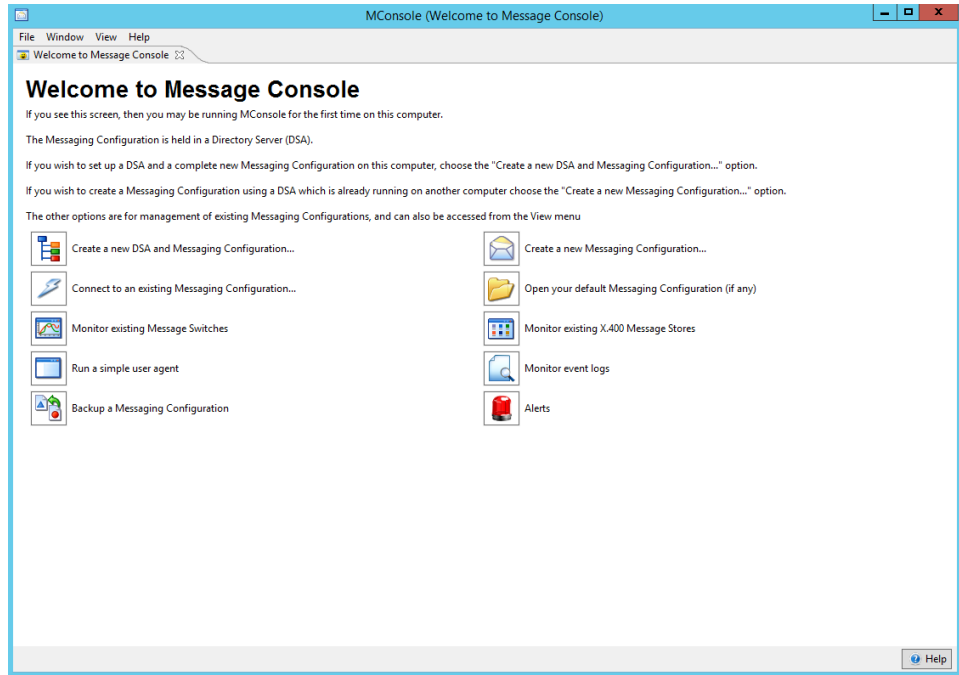 MConsole (Welcome to Message Console)
File Window View Help
Welcome to Message Console
Welcome to Message Console
If you see this screen, then you may be running MConsole for the first time on this computer.
The Messaging Configuration is held in a Directory Server (DSA).
If you wish to set up a DSA and a complete new Messaging Configuration on this computer, choose the "Create a new DSA and Messaging Configuration..." option.
If you wish to create a Messaging Configuration using a DSA which is already running on another computer choose the "Create a new Messaging Configuration..." option.
The other options are for management of existing Messaging Configurations, and can also be accessed from the View menu
Create a new DSA and Messaging Configuration... Create a new Messaging Configuration...
Connect to an existing Messaging Configuration... Open your default Messaging Configuration (if any)
Monitor existing Message Switches Monitor existing X.400 Message Stores
Run a simple user agent Monitor event logs
Backup a Messaging Configuration Alerts
Help